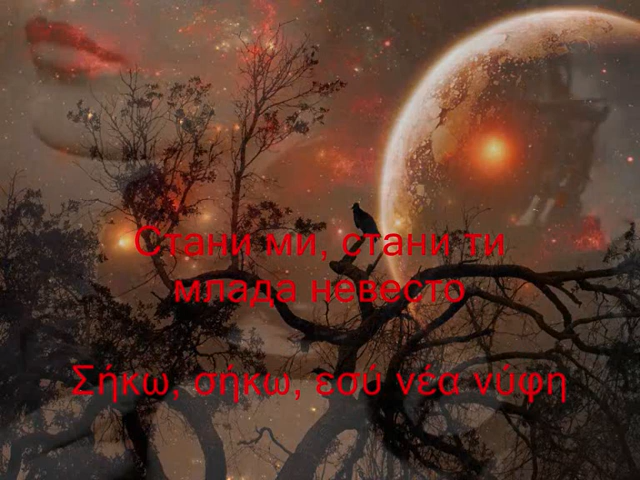 Стани ми, стани ти
млада невесто
Σήκω, σήκω, εσύ νέα νύφη